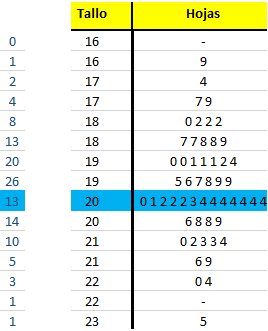 Tallo Hojas
0 16 -
1 16 9
2 17 4
4 17 7 9
8 18 0 2 2 2
13 18 7 7 8 8 9
20 19 0 0 1 1 1 2 4
26 19 5 6 7 8 9 9
13 20 0 1 2 2 2 3 4 4 4 4 4 4 4
14 20 6 8 8 9
10 21 0 2 3 3 4
5 21 6 9
3 22 0 4
1 22 -
1 23 5